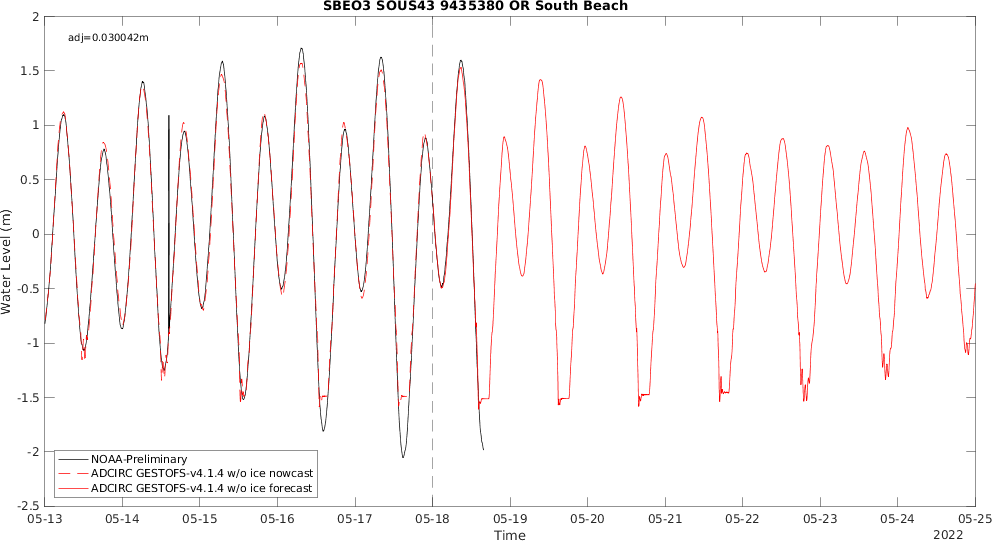 SBEO3 SOUS43 9435380 OR South Beach
adj=0.030042m
2
1.5
1
0.5
0
-0.5
-1
-1.5
-2
-2.5
Water Level (m)
NOAA-Preliminary
ADCIRC GESTOFS-v4.1.4 w/o ice nowcast
ADCIRC GESTOFS-v4.1.4 w/o ice forecast
05-13 05-14 05-15 05-16 05-17 05-18 05-19 05-20 05-21 05-22 05-23 05-24 05-25
Time
2022